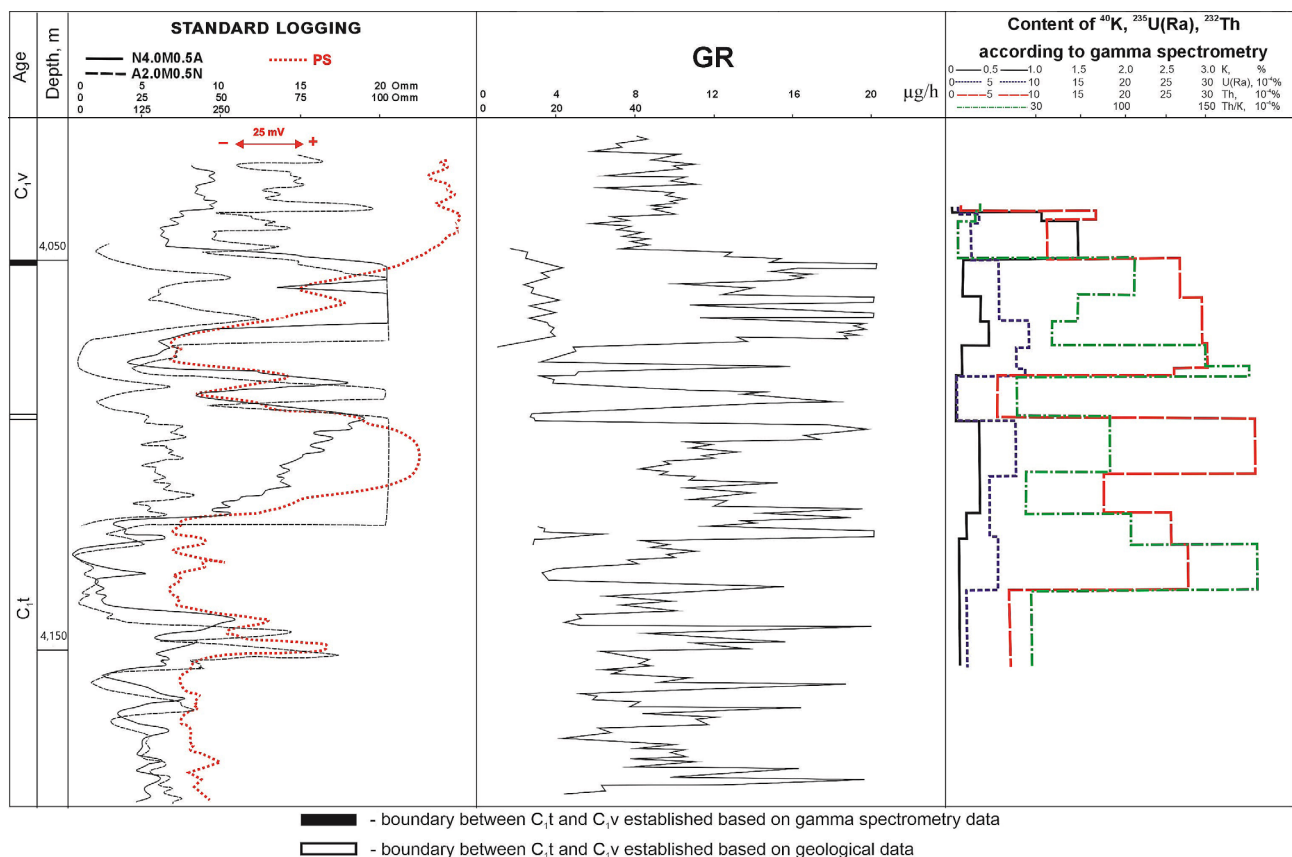 Age
Depth, m
STANDARD LOGGING
N4.0M0.5A
A2.0M0.5N
PS
0 5 10 15 20 Omm
0 25 50 75 100 Omm
0 125 250
25 mV
– +
GR
0 8 12 16 20 µg/h
0 20 40
Content of ⁴⁰K, ²³⁵U(Ra), ²³²Th
according to gamma spectrometry
0 0.5 1.0 1.5 2.0 2.5 3.0 K, %
0 5 10 15 20 25 30 U(Ra), 10⁻⁴%
0 5 10 15 20 25 30 Th, 10⁻⁴%
30 100 150 Th/K, 10⁻⁴%
C₁v
4,050
C₁t
4,150
- boundary between C₁t and C₁v established based on gamma spectrometry data
- boundary between C₁t and C₁v established based on geological data